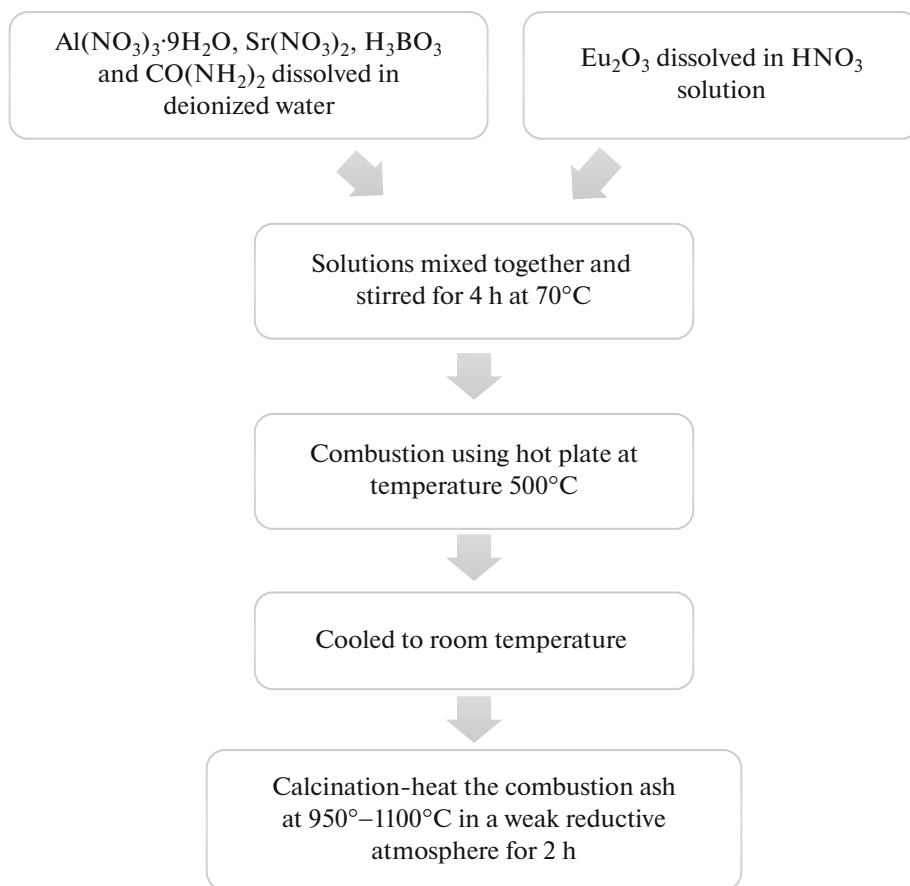 Al(NO₃)₃·9H₂O, Sr(NO₃)₂, H₃BO₃
and CO(NH₂)₂ dissolved in
deionized water
Eu₂O₃ dissolved in HNO₃
solution
Solutions mixed together and
stirred for 4 h at 70°C
Combustion using hot plate at
temperature 500°C
Cooled to room temperature
Calcination-heat the combustion ash
at 950°–1100°C in a weak reductive
atmosphere for 2 h